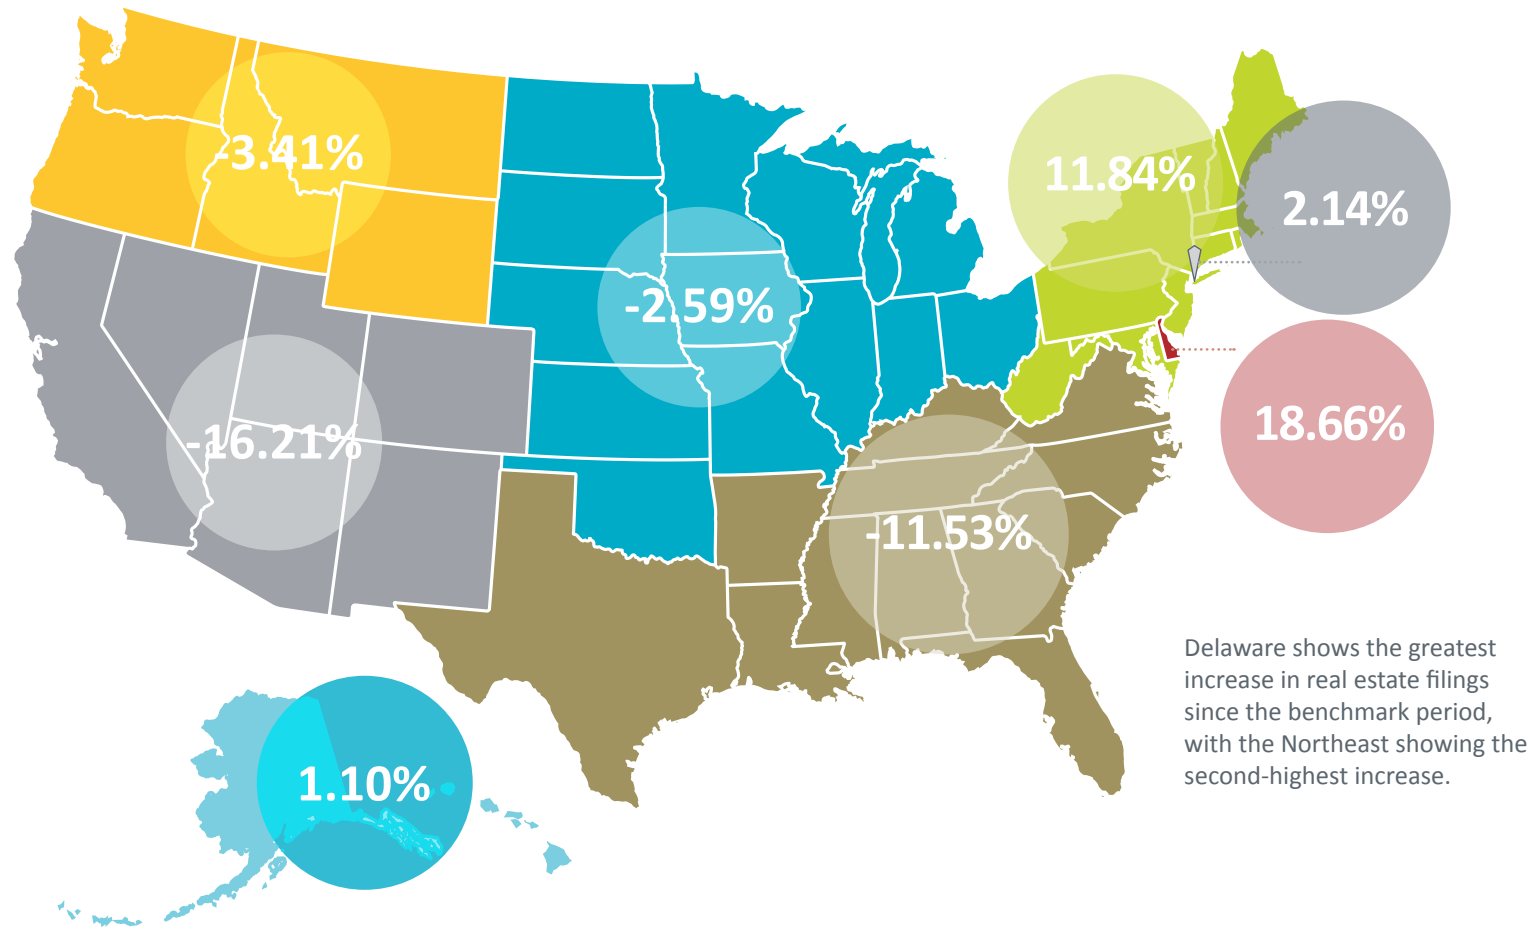 -3.41%
11.84%
2.14%
-2.59%
18.66%
-16.21%
-11.53%
Delaware shows the greatest
increase in real estate filings
since the benchmark period,
with the Northeast showing the
second-highest increase.
1.10%